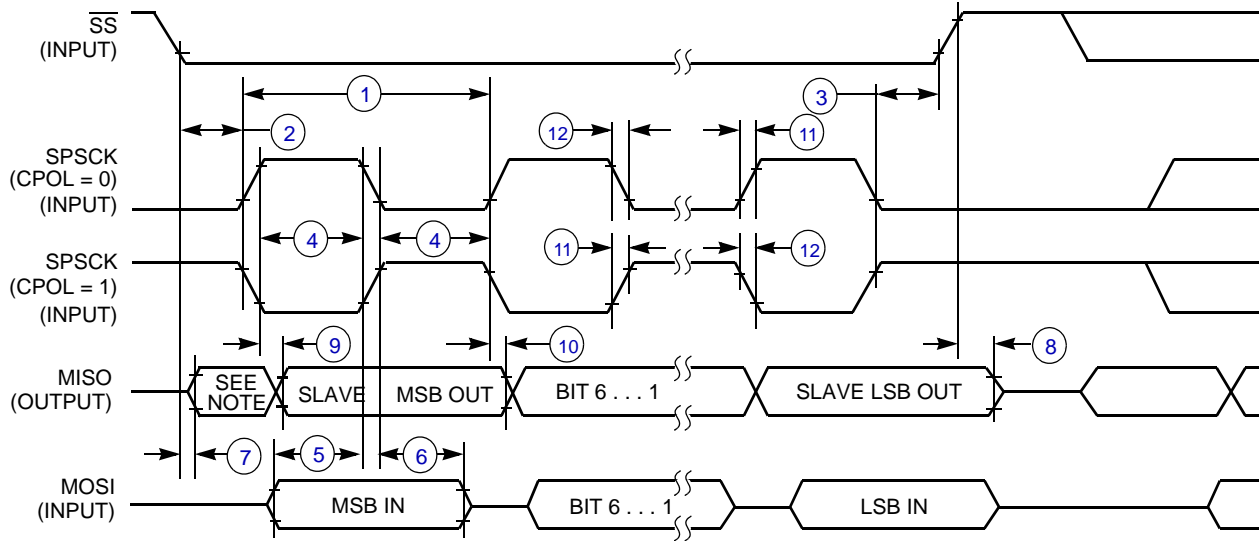 SS
(INPUT)
1
3
2
12
11
SPSCK
(CPOL = 0)
(INPUT)
4
4
11
12
SPSCK
(CPOL = 1)
(INPUT)
9
10
8
MISO
(OUTPUT)
SEE
NOTE
SLAVE
MSB OUT
BIT 6 . . . 1
SLAVE LSB OUT
7
5
6
MOSI
(INPUT)
MSB IN
BIT 6 . . . 1
LSB IN